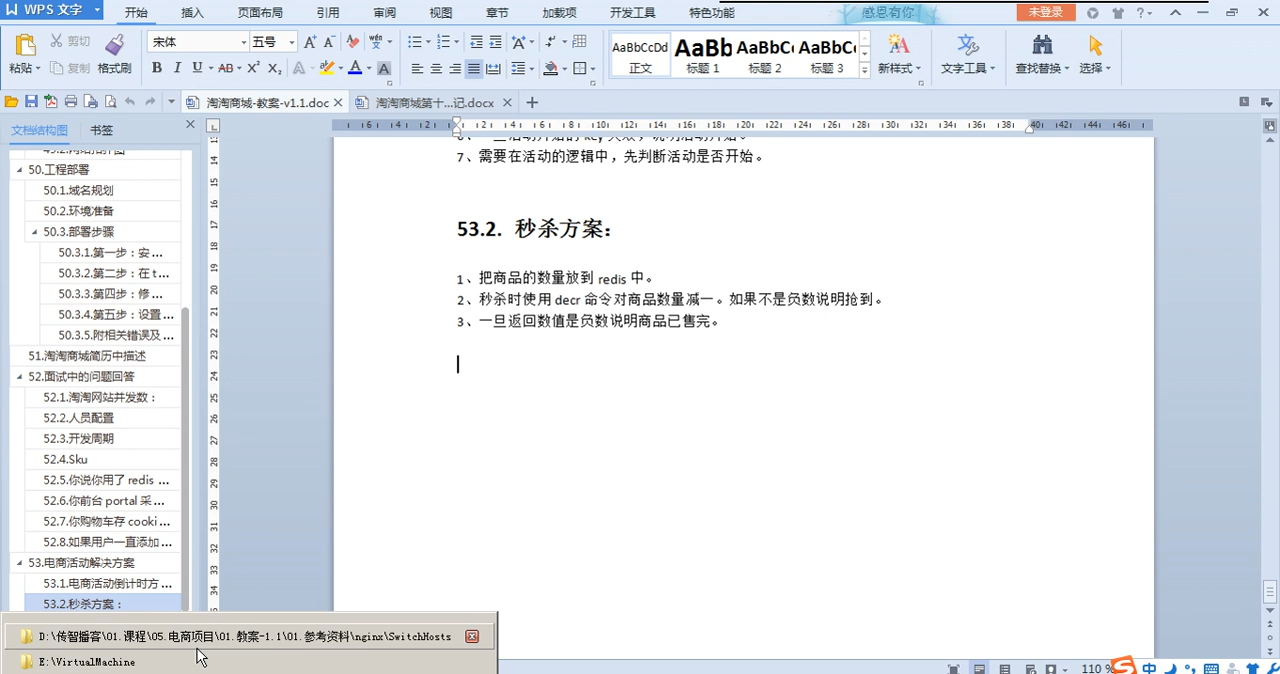 WPS 文字
开始 插入 页面布局 引用 审阅 视图 章节 加载项 开发工具 特色功能
感恩有你
未登录
剪切 宋体 五号
粘贴 复制 格式刷
AaBbCcDd AaBb AaBbC AaBbC
正文 标题 1 标题 2 标题 3
新样式 文字工具 查找替换 选择
淘淘商城-教案-v1.1.doc 淘淘商城第十...记.docx
文档结构图 书签
50.工程部署
50.1.域名规划
50.2.环境准备
50.3.部署步骤
50.3.1.第一步：安 ...
50.3.2.第二步：在 t...
50.3.3.第四步：修 ...
50.3.4.第五步：设置...
50.3.5.附相关错误及 ...
51.淘淘商城简历中描述
52.面试中的问题回答
52.1.淘淘网站并发数：
52.2.人员配置
52.3.开发周期
52.4.Sku
52.5.你说你用了 redis ...
52.6.你前台 portal 采 ...
52.7.你购物车存 cooki ...
52.8.如果用户一直添加 ...
53.电商活动解决方案
53.1.电商活动倒计时方 ...
53.2.秒杀方案：
7、需要在活动的逻辑中，先判断活动是否开始。
53.2. 秒杀方案：
1、把商品的数量放到 redis 中。
2、秒杀时使用 decr 命令对商品数量减一。如果不是负数说明抢到。
3、一旦返回数值是负数说明商品已售完。
D:\传智播客\01.课程\05.电商项目\01.教案-1.1\01.参考资料\nginx\SwitchHosts
E:\VirtualMachine
110 %
中